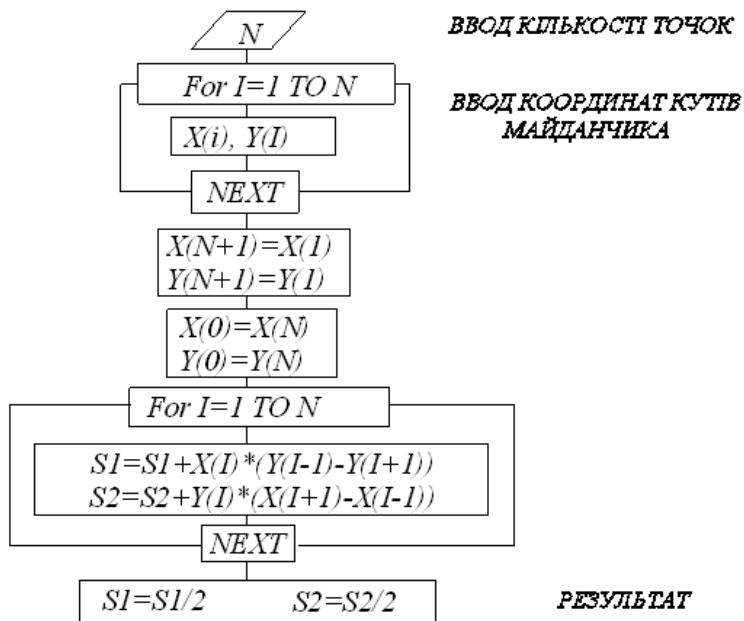 N
ВВОД КІЛЬКОСТІ ТОЧОК
For I=1 TO N
ВВОД КООРДИНАТ КУТІВ
МАЙДАНЧИКА
X(i), Y(I)
NEXT
X(N+1)=X(1)
Y(N+1)=Y(1)
X(0)=X(N)
Y(0)=Y(N)
For I=1 TO N
S1=S1+X(I)*(Y(I-1)-Y(I+1))
S2=S2+Y(I)*(X(I+1)-X(I-1))
NEXT
S1=S1/2 S2=S2/2
РЕЗУЛЬТАТ